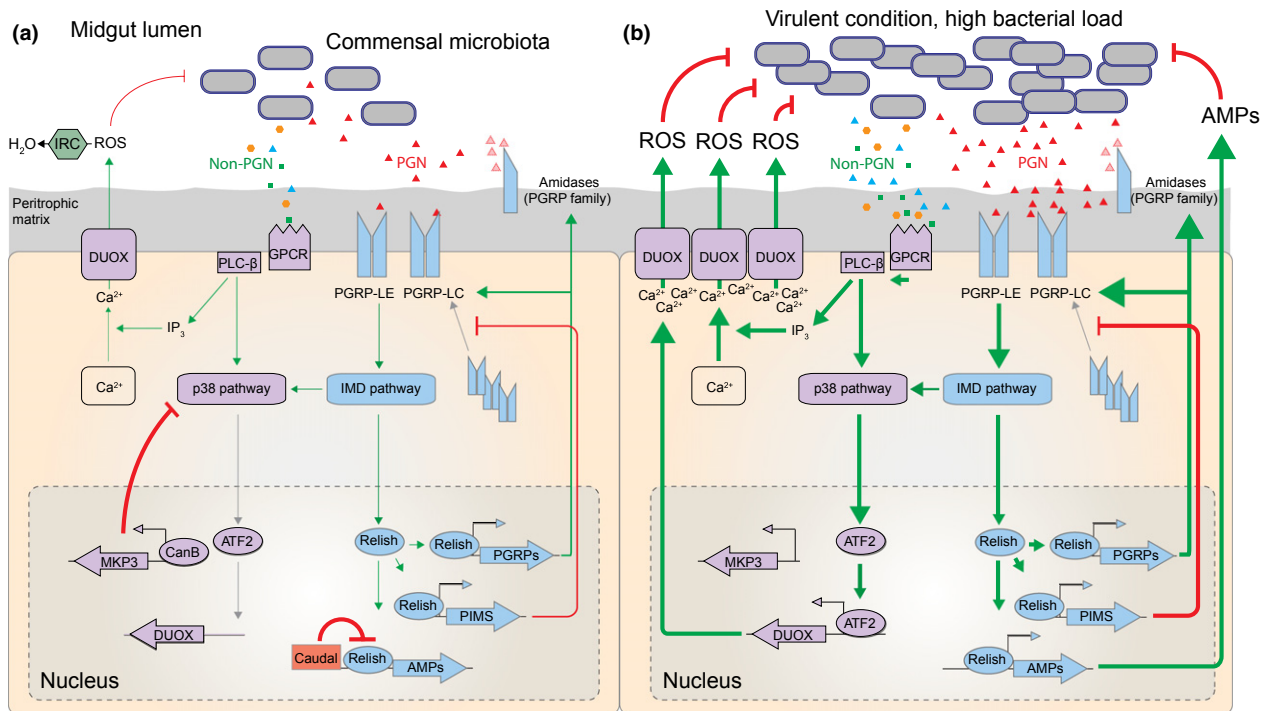 (a)
Midgut lumen
Commensal microbiota
H₂O
IRC
ROS
Non-PGN
PGN
Amidases
(PGRP family)
Peritrophic
matrix
DUOX
PLC-β
GPCR
Ca²⁺
PGRP-LE
PGRP-LC
IP₃
Ca²⁺
p38 pathway
IMD pathway
MKP3
CanB
ATF2
Relish
Relish
PGRPs
Relish
PIMS
DUOX
Caudal
Relish
AMPs
Nucleus
(b)
Virulent condition, high bacterial load
ROS
ROS
ROS
AMPs
Non-PGN
PGN
Amidases
(PGRP family)
DUOX
DUOX
DUOX
PLC-β
GPCR
Ca²⁺
Ca²⁺
Ca²⁺
Ca²⁺
Ca²⁺
Ca²⁺
Ca²⁺
Ca²⁺
PGRP-LE
PGRP-LC
IP₃
Ca²⁺
p38 pathway
IMD pathway
MKP3
ATF2
Relish
Relish
PGRPs
Relish
PIMS
DUOX
ATF2
Relish
AMPs
Nucleus